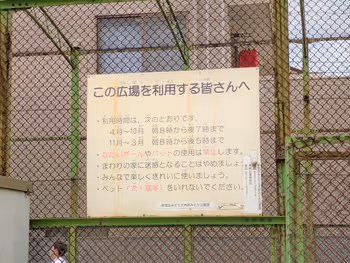 この広場を利用する皆さんへ
・利用時間は、次のとおりです。
4月〜10月 朝8時から夜7時まで
11月〜3月 朝8時から夜5時まで
・かたいボールやバットの使用は禁止します。
・まわりの家に迷惑となることはやめましょう。
・みんなで楽しくきれいに使いましょう。
・ペット（犬・猫等）をいれないでください。